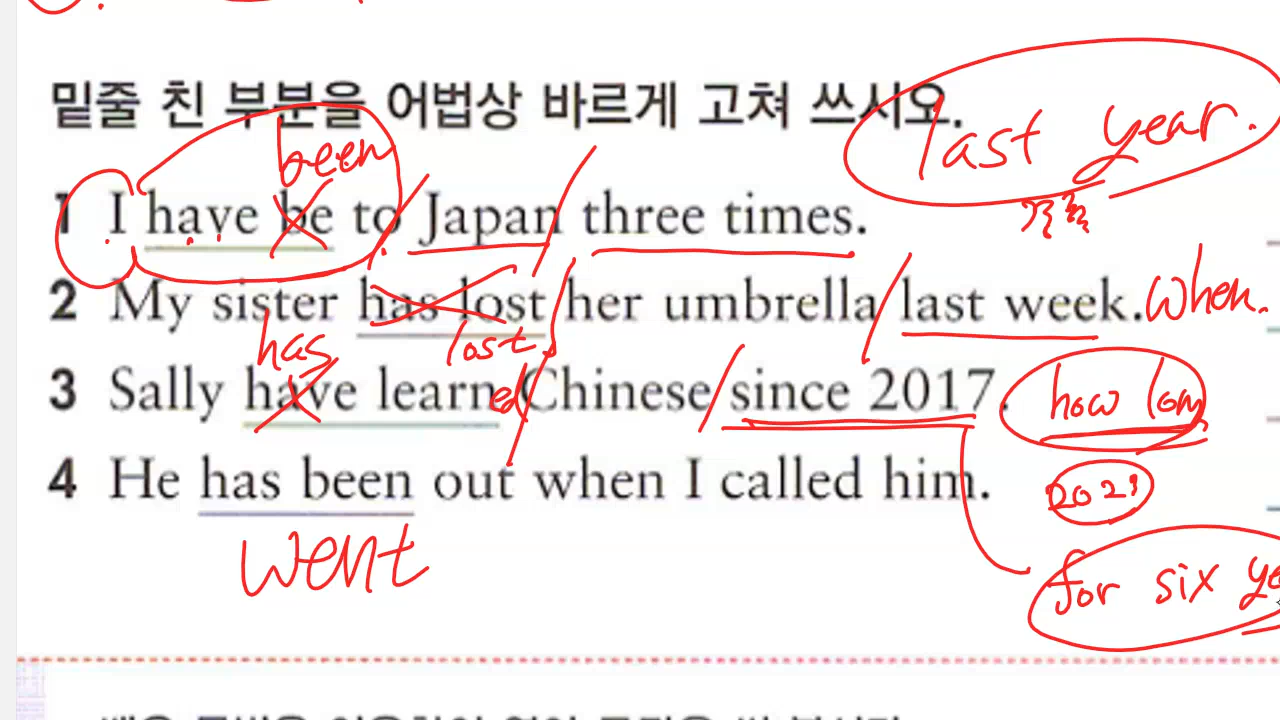 밑줄 친 부분을 어법상 바르게 고쳐 쓰시오.
last year.
been
1 I have be to Japan three times.
2 My sister has lost her umbrella last week. When.
has lost
3 Sally have learn ed Chinese since 2017. how long
4 He has been out when I called him.
went
for six